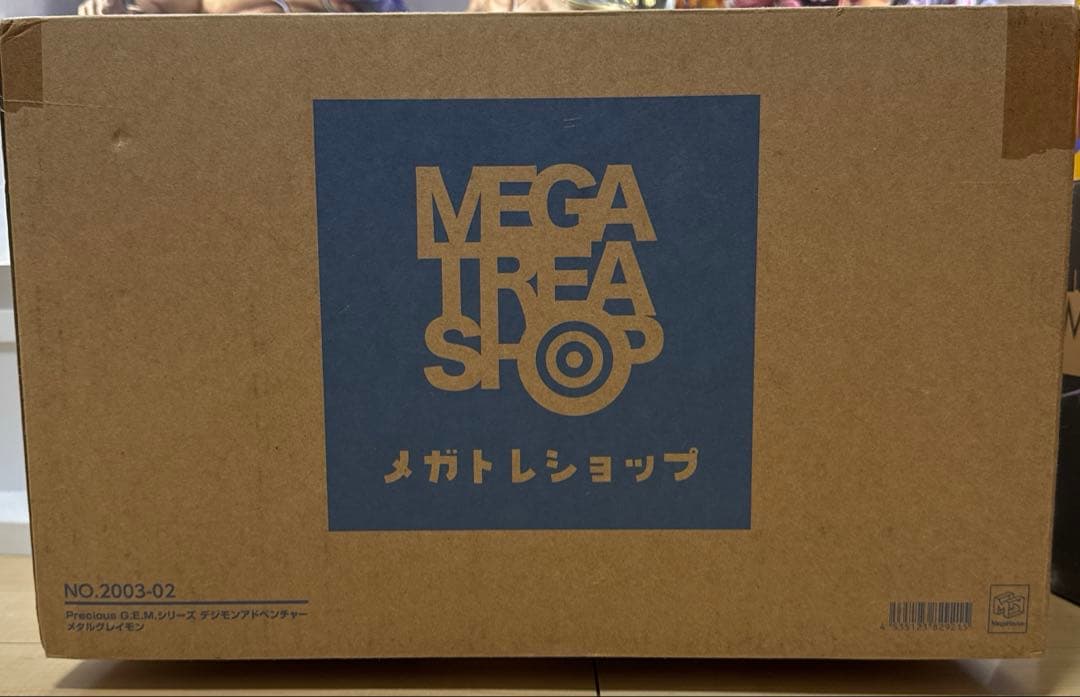 MEGA
TREA
SHOP
メガトレショップ
NO.2003-02
Precious G.E.M.シリーズ デジモンアドベンチャー
メタルグレイモン
MegaHouse